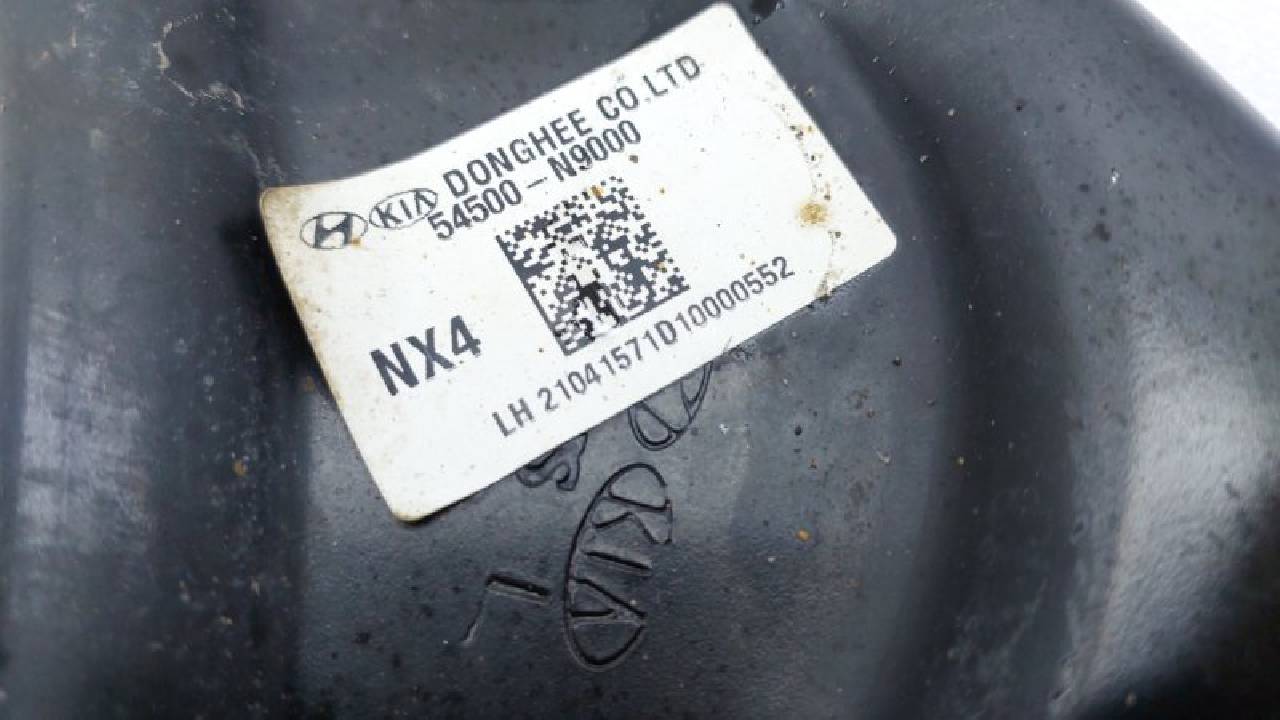 KIA DONGHEE CO.LTD
54500-N9000
NX4
LH 21041571D10000552
KIA
L